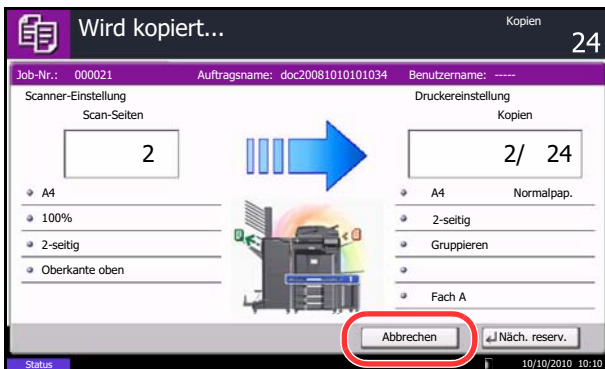 Wird kopiert...
Kopien
24
Job-Nr.: 000021 Auftragsname: doc20081010101034 Benutzername: -----
Scanner-Einstellung
Scan-Seiten
2
A4
100%
2-seitig
Oberkante oben
Druckereinstellung
Kopien
2/ 24
A4 Normalpap.
2-seitig
Gruppieren
Fach A
Abbrechen
Näch. reserv.
Status
10/10/2010 10:10